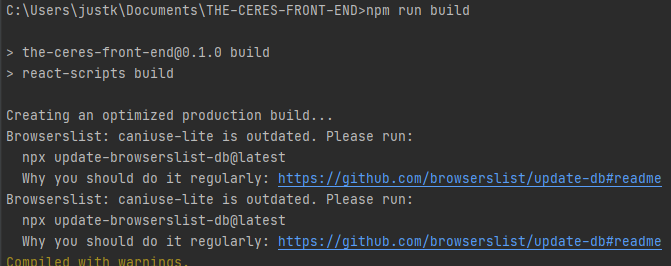 C:\Users\justk\Documents\THE-CERES-FRONT-END>npm run build
> the-ceres-front-end@0.1.0 build
> react-scripts build
Creating an optimized production build...
Browserslist: caniuse-lite is outdated. Please run:
npx update-browserslist-db@latest
Why you should do it regularly: https://github.com/browserslist/update-db#readme
Browserslist: caniuse-lite is outdated. Please run:
npx update-browserslist-db@latest
Why you should do it regularly: https://github.com/browserslist/update-db#readme
Compiled with warnings.